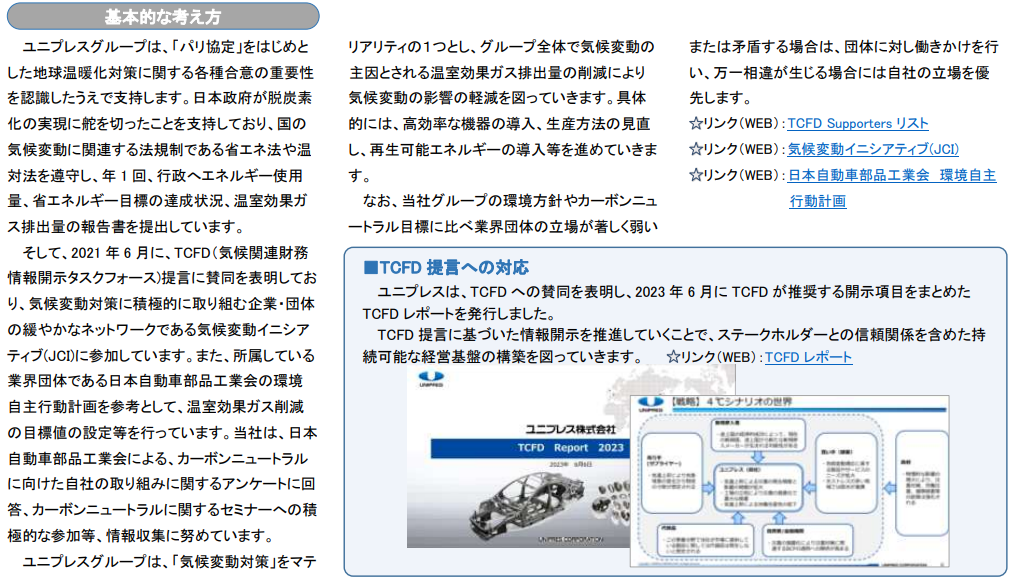 基本的な考え方
ユニプレスグループは、「パリ協定」をはじめと
した地球温暖化対策に関する各種合意の重要性
を認識したうえで支持します。日本政府が脱炭素
化の実現に舵を切ったことを支持しており、国の
気候変動に関連する法規制である省エネ法や温
対法を遵守し、年 1 回、行政へエネルギー使用
量、省エネルギー目標の達成状況、温室効果ガ
ス排出量の報告書を提出しています。
そして、2021 年 6 月に、TCFD(気候関連財務
情報開示タスクフォース)提言に賛同を表明してお
り、気候変動対策に積極的に取り組む企業・団体
の緩やかなネットワークである気候変動イニシア
ティブ(JCI)に参加しています。また、所属している
業界団体である日本自動車部品工業会の環境
自主行動計画を参考として、温室効果ガス削減
の目標値の設定等を行っています。当社は、日本
自動車部品工業会による、カーボンニュートラル
に向けた自社の取り組みに関するアンケートに回
答、カーボンニュートラルに関するセミナーへの積
極的な参加等、情報収集に努めています。
ユニプレスグループは、「気候変動対策」をマテ
リアリティの1つとし、グループ全体で気候変動の
主因とされる温室効果ガス排出量の削減により
気候変動の影響の軽減を図っていきます。具体
的には、高効率な機器の導入、生産方法の見直
し、再生可能エネルギーの導入等を進めていきま
す。
なお、当社グループの環境方針やカーボンニュ
ートラル目標に比べ業界団体の立場が著しく弱い
または矛盾する場合は、団体に対し働きかけを行
い、万一相違が生じる場合には自社の立場を優
先します。
☆リンク(WEB):TCFD Supporters リスト
☆リンク(WEB):気候変動イニシアティブ(JCI)
☆リンク(WEB):日本自動車部品工業会 環境自主
行動計画
■TCFD 提言への対応
ユニプレスは、TCFD への賛同を表明し、2023 年 6 月に TCFD が推奨する開示項目をまとめた
TCFD レポートを発行しました。
TCFD 提言に基づいた情報開示を推進していくことで、ステークホルダーとの信頼関係を含めた持
続可能な経営基盤の構築を図っていきます。 ☆リンク(WEB):TCFD レポート
UNIPRES
ユニプレス株式会社
TCFD Report 2023
UNIPRES CORPORATION
UNIPRES
【戦略】4℃シナリオの世界